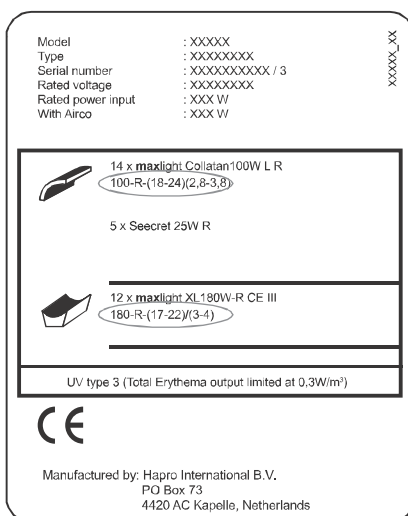 Model : XXXXX
Type : XXXXXXXX
Serial number : XXXXXXXXXX / 3
Rated voltage : XXXXXXXX
Rated power input : XXX W
With Airco : XXX W
XXXXX_XX
14 x maxlight Collatan100W L R
100-R-(18-24)(2,8-3,8)
5 x Seecret 25W R
12 x maxlight XL180W-R CE III
180-R-(17-22)/(3-4)
UV type 3 (Total Erythema output limited at 0,3W/m³)
CE
Manufactured by: Hapro International B.V.
PO Box 73
4420 AC Kapelle, Netherlands